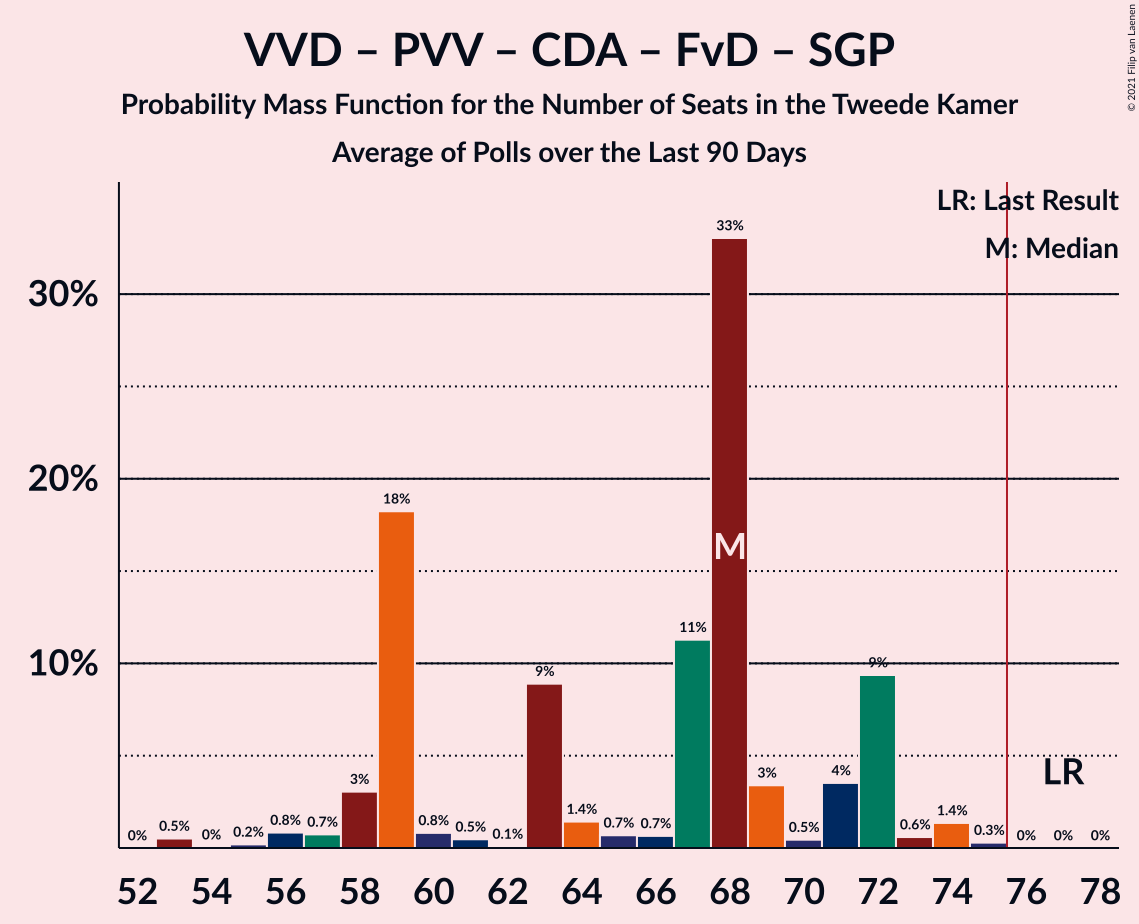 VVD – PVV – CDA – FvD – SGP
Probability Mass Function for the Number of Seats in the Tweede Kamer
Average of Polls over the Last 90 Days
© 2021 Filip van Laenen
LR: Last Result
M: Median
30%
20%
10%
0% 0.5% 0% 0.2% 0.8% 0.7% 3% 18% 0.8% 0.5% 0.1% 9% 1.4% 0.7% 0.7% 11% 33% 3% 0.5% 4% 9% 0.6% 1.4% 0.3% 0% 0% 0%
M
LR
52 54 56 58 60 62 64 66 68 70 72 74 76 78